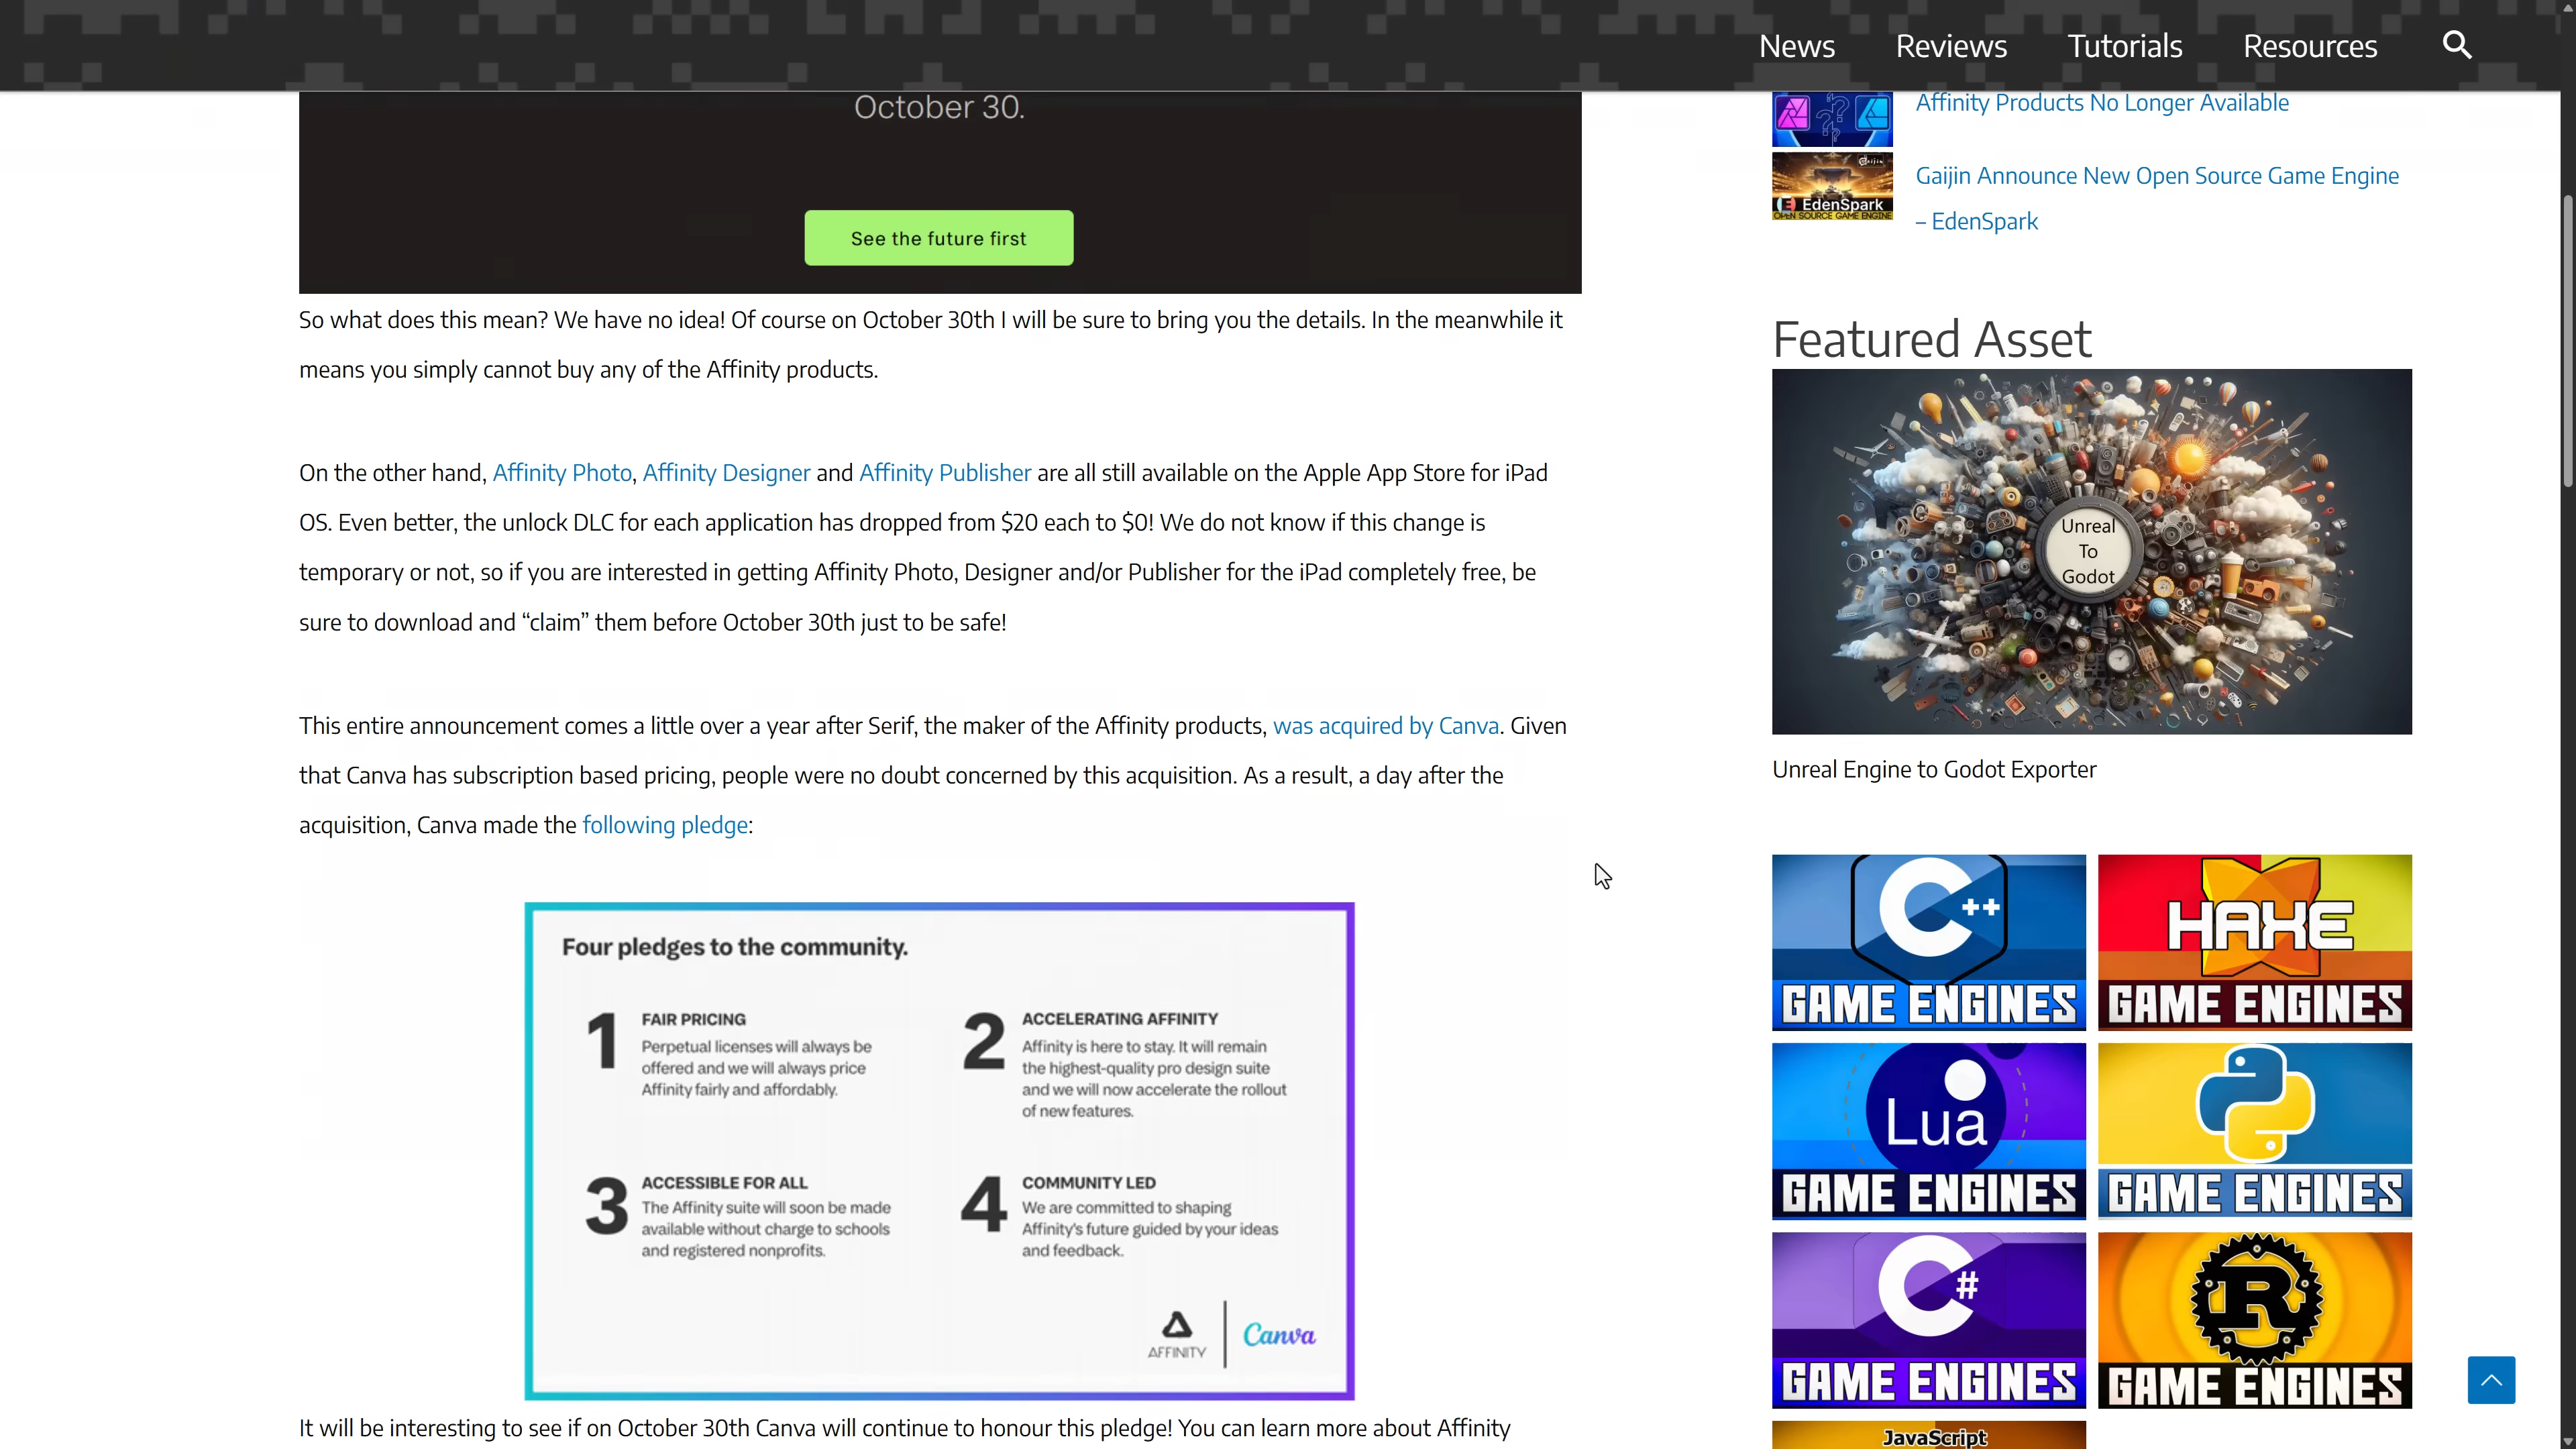 News
Reviews
Tutorials
Resources
October 30.
See the future first
So what does this mean? We have no idea! Of course on October 30th I will be sure to bring you the details. In the meanwhile it
means you simply cannot buy any of the Affinity products.
On the other hand, Affinity Photo, Affinity Designer and Affinity Publisher are all still available on the Apple App Store for iPad
OS. Even better, the unlock DLC for each application has dropped from $20 each to $0! We do not know if this change is
temporary or not, so if you are interested in getting Affinity Photo, Designer and/or Publisher for the iPad completely free, be
sure to download and “claim” them before October 30th just to be safe!
This entire announcement comes a little over a year after Serif, the maker of the Affinity products, was acquired by Canva. Given
that Canva has subscription based pricing, people were no doubt concerned by this acquisition. As a result, a day after the
acquisition, Canva made the following pledge:
Four pledges to the community.
1 FAIR PRICING
Perpetual licenses will always be
offered and we will always price
Affinity fairly and affordably.
2 ACCELERATING AFFINITY
Affinity is here to stay. It will remain
the highest-quality pro design suite
and we will now accelerate the rollout
of new features.
3 ACCESSIBLE FOR ALL
The Affinity suite will soon be made
available without charge to schools
and registered nonprofits.
4 COMMUNITY LED
We are committed to shaping
Affinity's future guided by your ideas
and feedback.
AFFINITY
Canva
It will be interesting to see if on October 30th Canva will continue to honour this pledge! You can learn more about Affinity
Affinity Products No Longer Available
???
Gaijin
EdenSpark
OPEN SOURCE GAME ENGINE
Gaijin Announce New Open Source Game Engine
– EdenSpark
Featured Asset
Unreal
To
Godot
Unreal Engine to Godot Exporter
C++
GAME ENGINES
HAXE
GAME ENGINES
Lua
GAME ENGINES
GAME ENGINES
C#
GAME ENGINES
R
GAME ENGINES
JavaScript